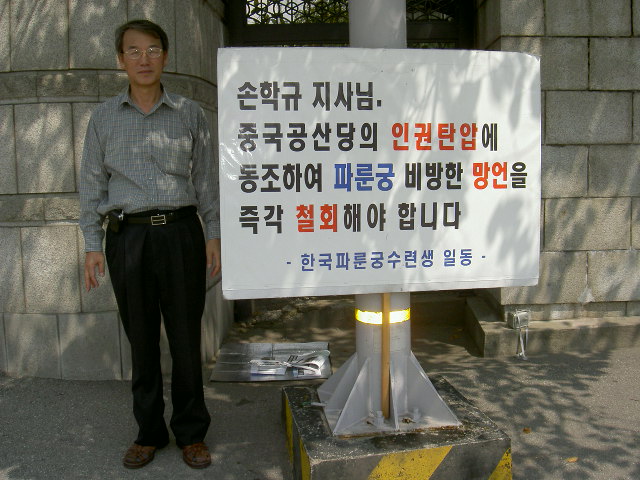 손학규 지사님.
중국공산당의 인권탄압에
동조하여 파룬궁 비방한 망언을
즉각 철회해야 합니다
- 한국파룬궁수련생 일동 -